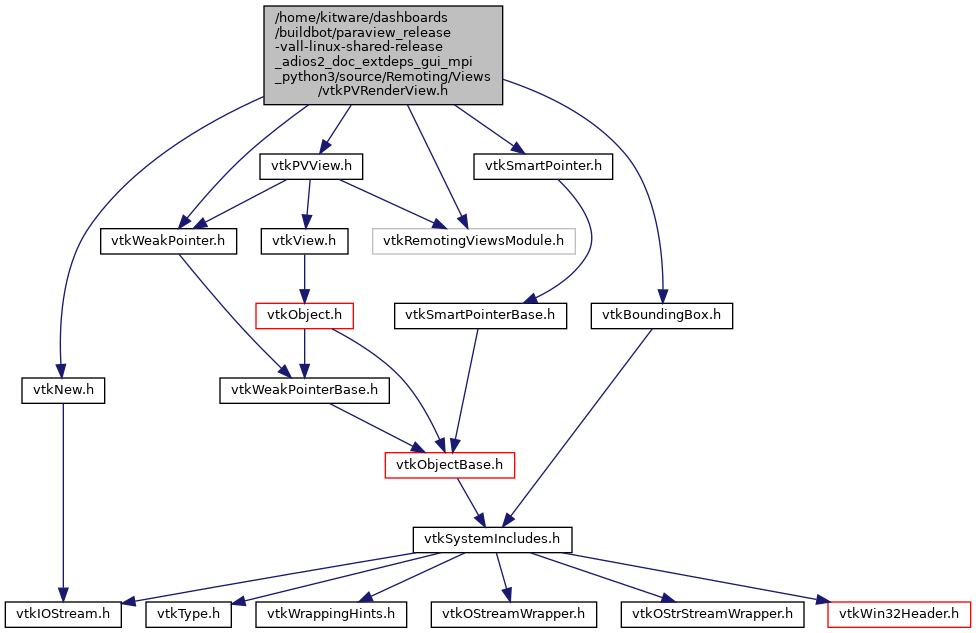 /home/kitware/dashboards
/buildbot/paraview_release
-vall-linux-shared-release
_adios2_doc_extdeps_gui_mpi
_python3/source/Remoting/Views
/vtkPVRenderView.h
vtkPVView.h
vtkSmartPointer.h
vtkWeakPointer.h
vtkView.h
vtkRemotingViewsModule.h
vtkObject.h
vtkSmartPointerBase.h
vtkBoundingBox.h
vtkNew.h
vtkWeakPointerBase.h
vtkObjectBase.h
vtkSystemIncludes.h
vtkIOStream.h
vtkType.h
vtkWrappingHints.h
vtkOStreamWrapper.h
vtkOStrStreamWrapper.h
vtkWin32Header.h